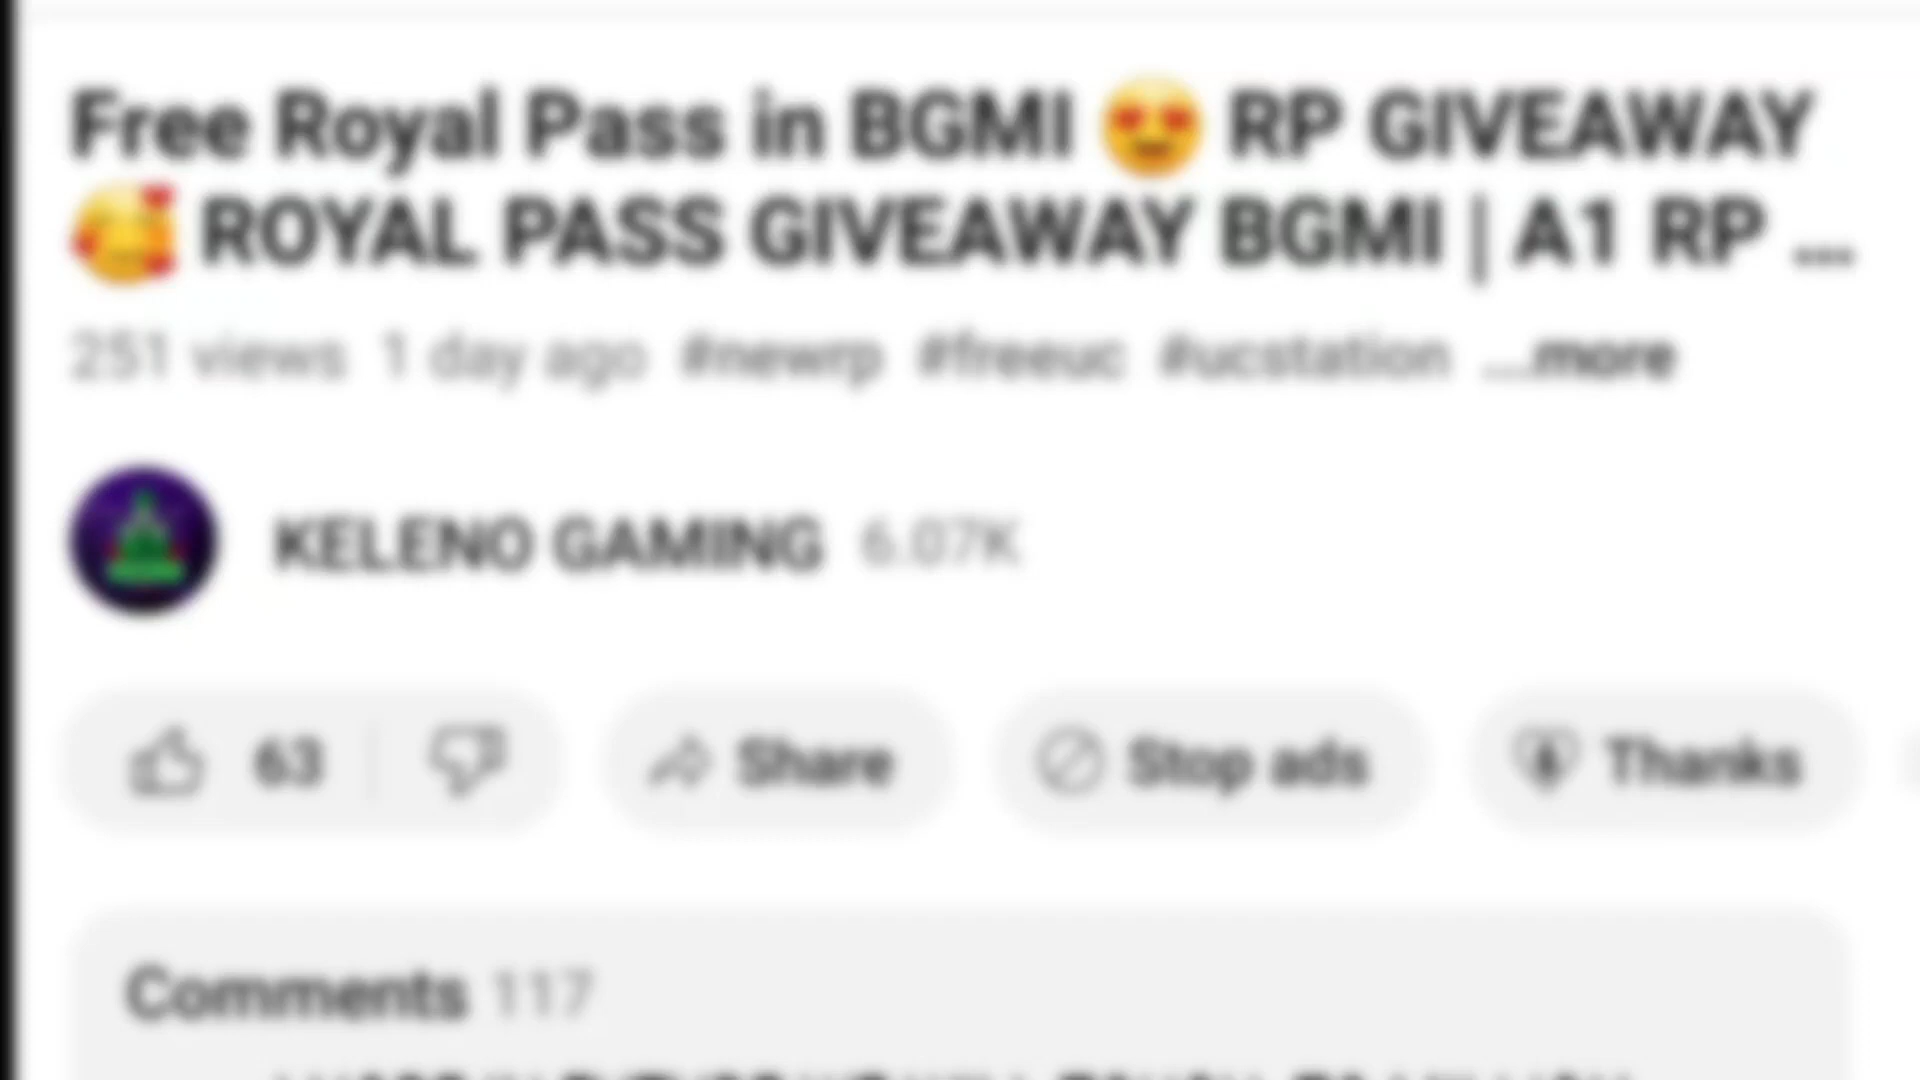 Free Royal Pass in BGMI 😍 RP GIVEAWAY
🥰 ROYAL PASS GIVEAWAY BGMI | A1 RP ...
251 views 1 day ago #newrp #freeuc #ucstation ...more
KELENO GAMING 6.07K
63 Share Stop ads Thanks
Comments 117